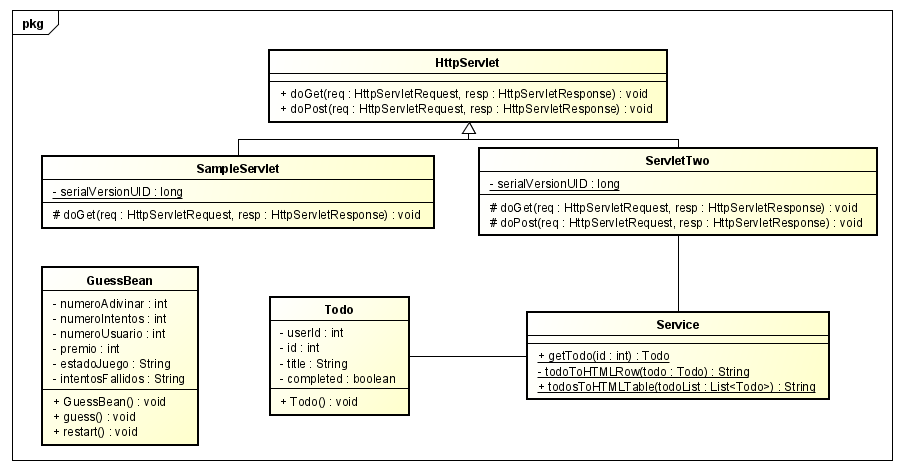 pkg
HttpServlet
+ doGet(req : HttpServletRequest, resp : HttpServletResponse) : void
+ doPost(req : HttpServletRequest, resp : HttpServletResponse) : void
SampleServlet
- serialVersionUID : long
# doGet(req : HttpServletRequest, resp : HttpServletResponse) : void
ServletTwo
- serialVersionUID : long
# doGet(req : HttpServletRequest, resp : HttpServletResponse) : void
# doPost(req : HttpServletRequest, resp : HttpServletResponse) : void
GuessBean
- numeroAdivinar : int
- numeroIntentos : int
- numeroUsuario : int
- premio : int
- estadoJuego : String
- intentosFallidos : String
+ GuessBean() : void
+ guess() : void
+ restart() : void
Todo
- userId : int
- id : int
- title : String
- completed : boolean
+ Todo() : void
Service
+ getTodo(id : int) : Todo
- todoToHTMLRow(todo : Todo) : String
+ todosToHTMLTable(todoList : List<Todo>) : String